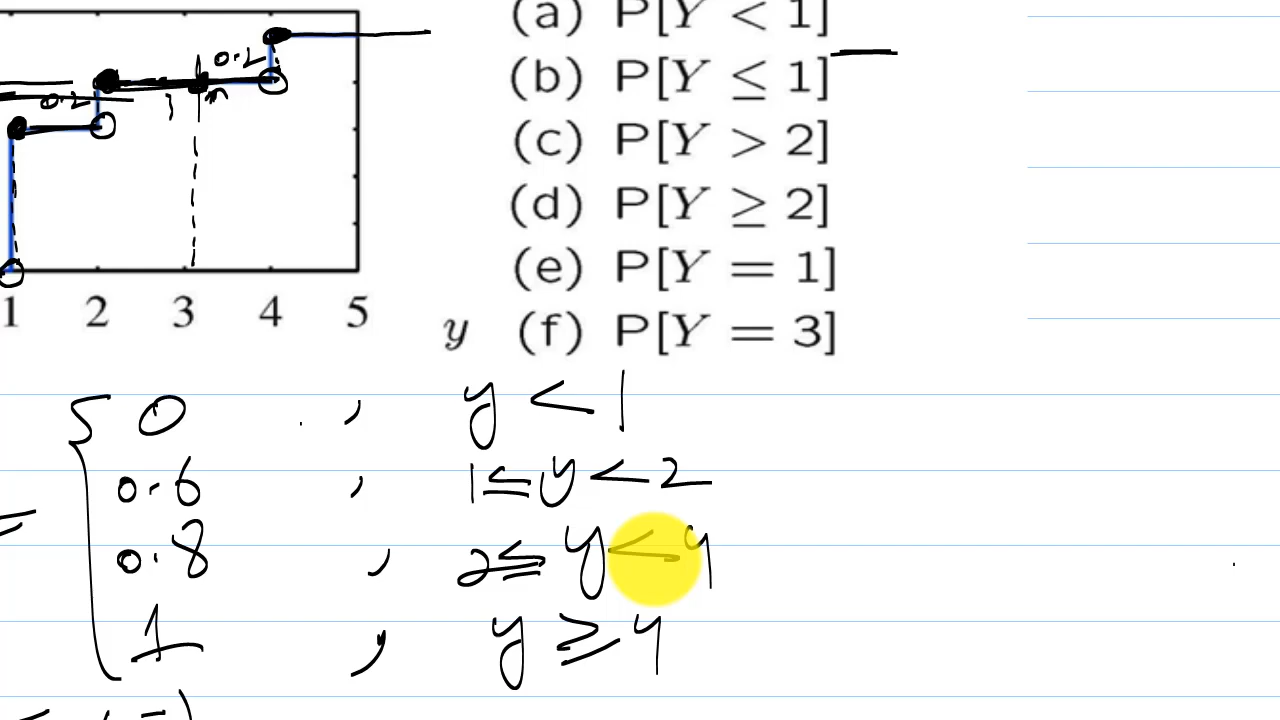 (a) P[Y < 1]
0.2
(b) P[Y ≤ 1]
0.2
(c) P[Y > 2]
(d) P[Y ≥ 2]
(e) P[Y = 1]
1 2 3 4 5 y
(f) P[Y = 3]
0 , y < 1
0.6 , 1 ≤ y < 2
0.8 , 2 ≤ y < 4
1 , y ≥ 4